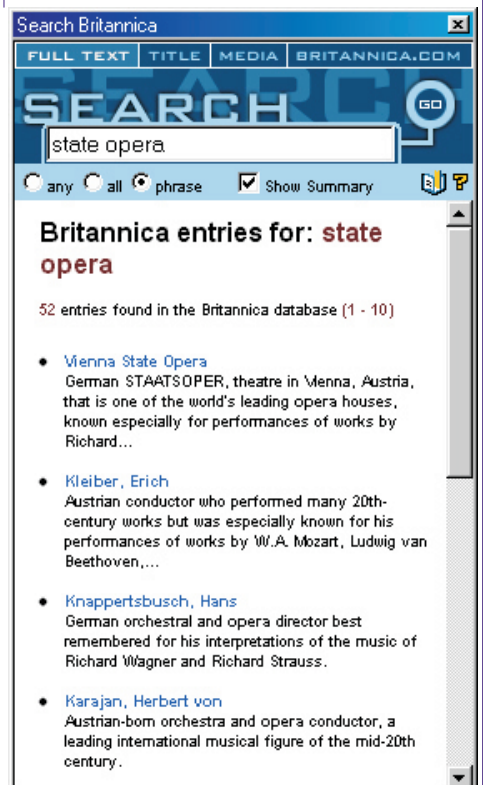 Search Britannica
FULL TEXT TITLE MEDIA BRITANNICA.COM
SEARCH GO
state opera
any all phrase Show Summary
Britannica entries for: state
opera
52 entries found in the Britannica database (1 - 10)
Vienna State Opera
German STAATSOPER, theatre in Vienna, Austria,
that is one of the world's leading opera houses,
known especially for performances of works by
Richard...
Kleiber, Erich
Austrian conductor who performed many 20th-
century works but was especially known for his
performances of works by W.A. Mozart, Ludwig van
Beethoven,...
Knappertsbusch, Hans
German orchestral and opera director best
remembered for his interpretations of the music of
Richard Wagner and Richard Strauss.
Karajan, Herbert von
Austrian-born orchestra and opera conductor, a
leading international musical figure of the mid-20th
century.